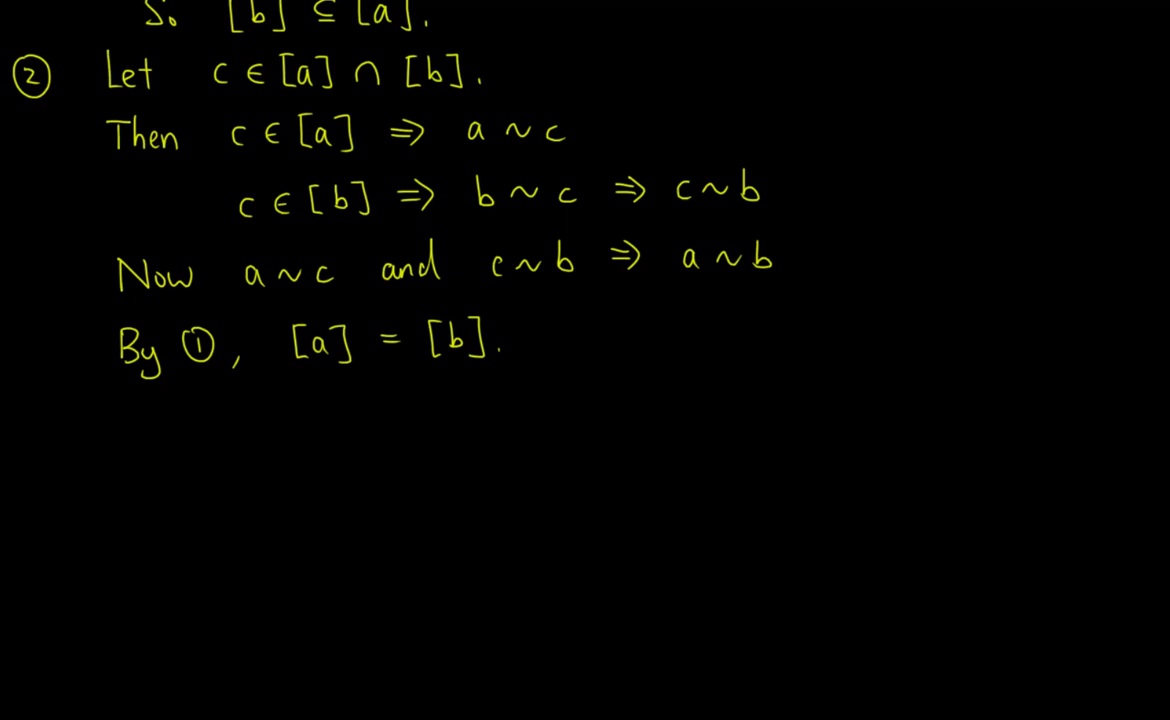 So [b] ⊆ [a].
② Let c ∈ [a] ∩ [b].
Then c ∈ [a] ⇒ a ~ c
c ∈ [b] ⇒ b ~ c ⇒ c ~ b
Now a ~ c and c ~ b ⇒ a ~ b
By ①, [a] = [b].